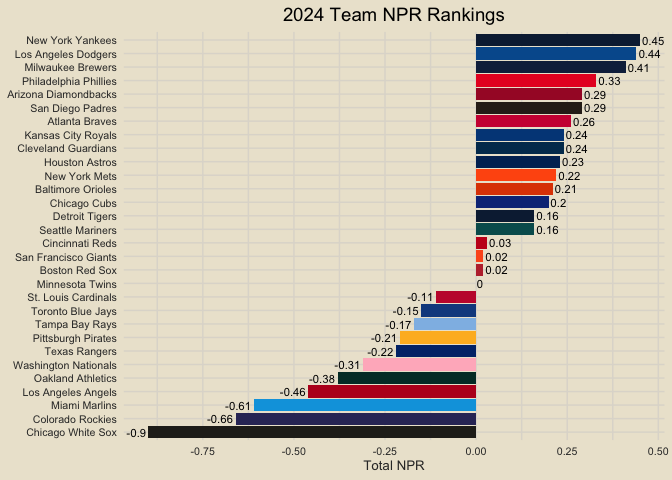 2024 Team NPR Rankings
New York Yankees 0.45
Los Angeles Dodgers 0.44
Milwaukee Brewers 0.41
Philadelphia Phillies 0.33
Arizona Diamondbacks 0.29
San Diego Padres 0.29
Atlanta Braves 0.26
Kansas City Royals 0.24
Cleveland Guardians 0.24
Houston Astros 0.23
New York Mets 0.22
Baltimore Orioles 0.21
Chicago Cubs 0.2
Detroit Tigers 0.16
Seattle Mariners 0.16
Cincinnati Reds 0.03
San Francisco Giants 0.02
Boston Red Sox 0.02
Minnesota Twins 0
St. Louis Cardinals -0.11
Toronto Blue Jays -0.15
Tampa Bay Rays -0.17
Pittsburgh Pirates -0.21
Texas Rangers -0.22
Washington Nationals -0.31
Oakland Athletics -0.38
Los Angeles Angels -0.46
Miami Marlins -0.61
Colorado Rockies -0.66
Chicago White Sox -0.9
-0.75 -0.50 -0.25 0.00 0.25 0.50
Total NPR